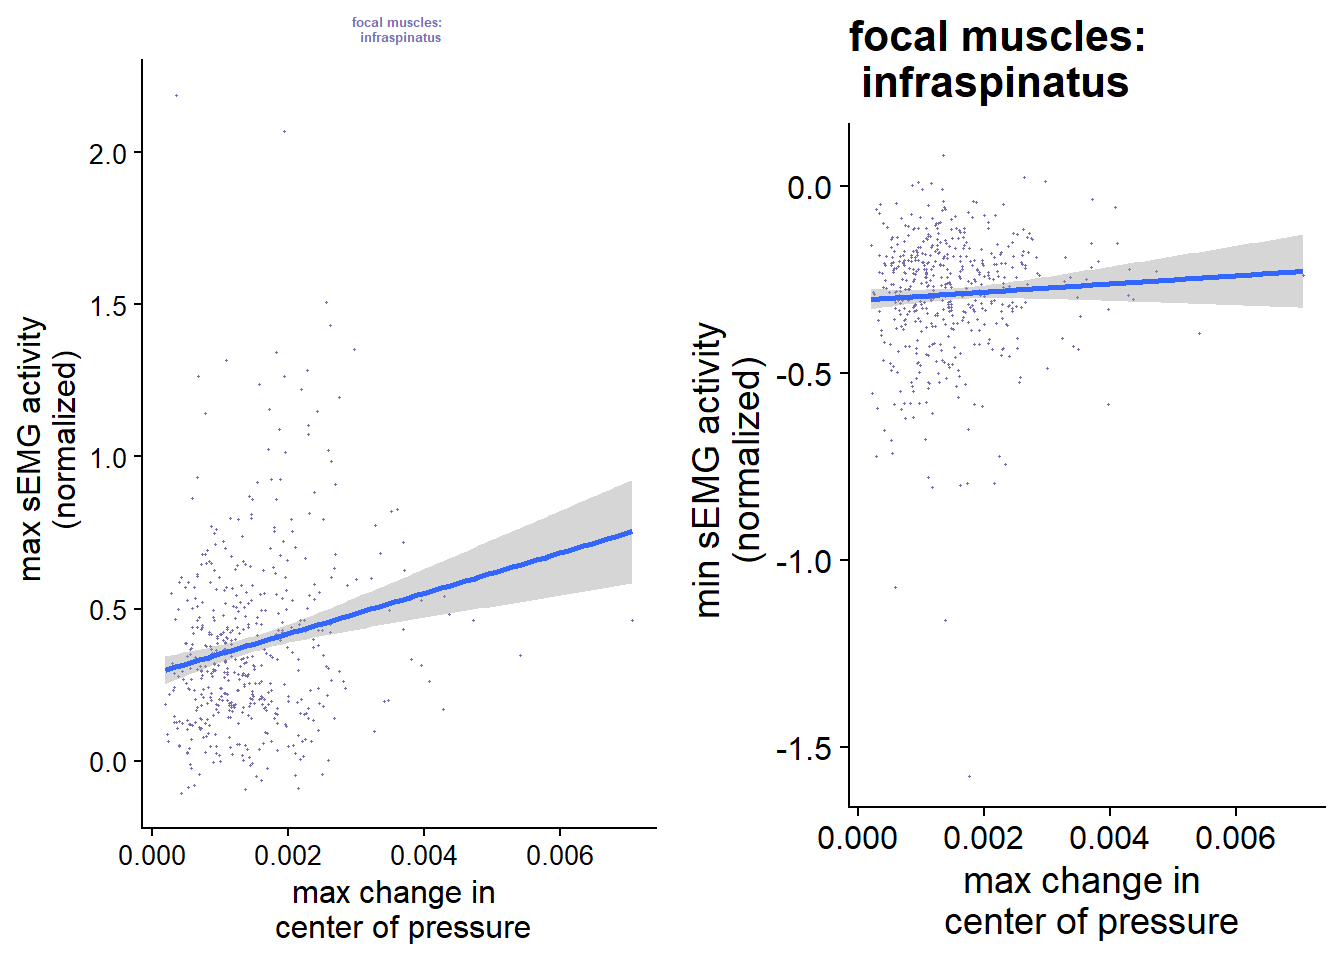 focal muscles:
infraspinatus
max sEMG activity
(normalized)
2.0
1.5
1.0
0.5
0.0
0.000 0.002 0.004 0.006
max change in
center of pressure
focal muscles:
infraspinatus
min sEMG activity
(normalized)
0.0
-0.5
-1.0
-1.5
0.000 0.002 0.004 0.006
max change in
center of pressure